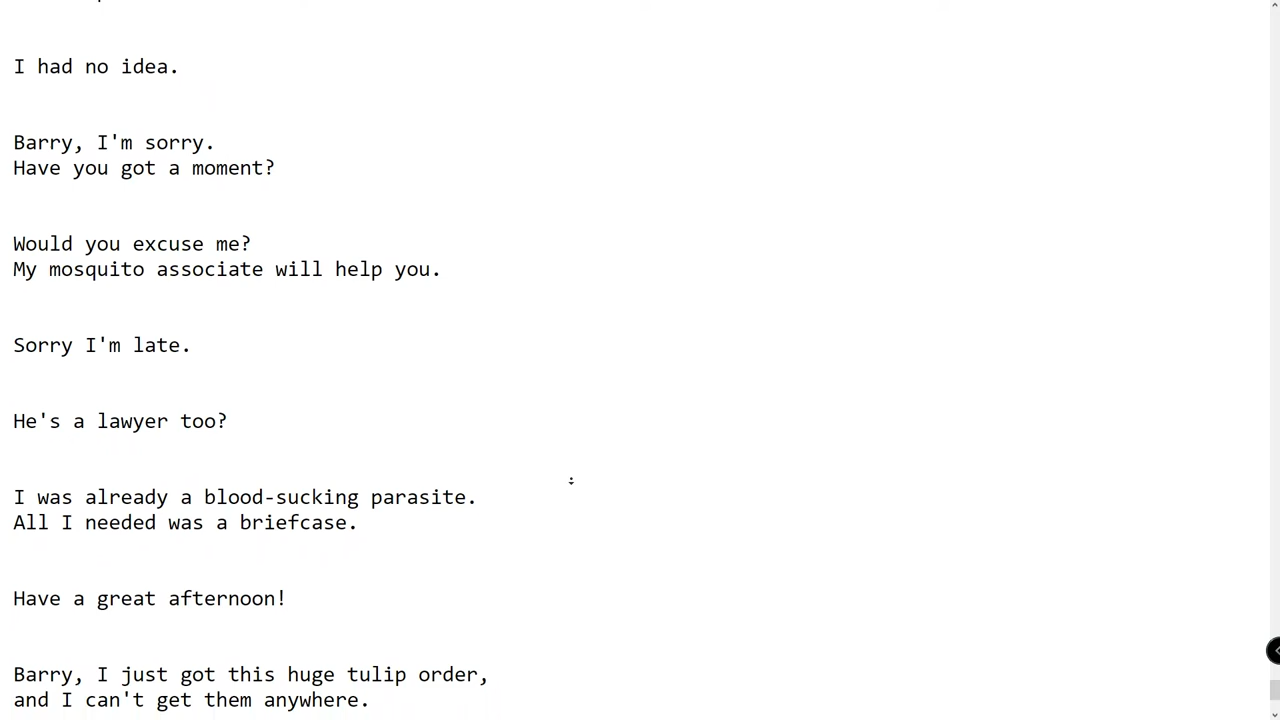 I had no idea.
Barry, I'm sorry.
Have you got a moment?
Would you excuse me?
My mosquito associate will help you.
Sorry I'm late.
He's a lawyer too?
I was already a blood-sucking parasite.
All I needed was a briefcase.
Have a great afternoon!
Barry, I just got this huge tulip order,
and I can't get them anywhere.